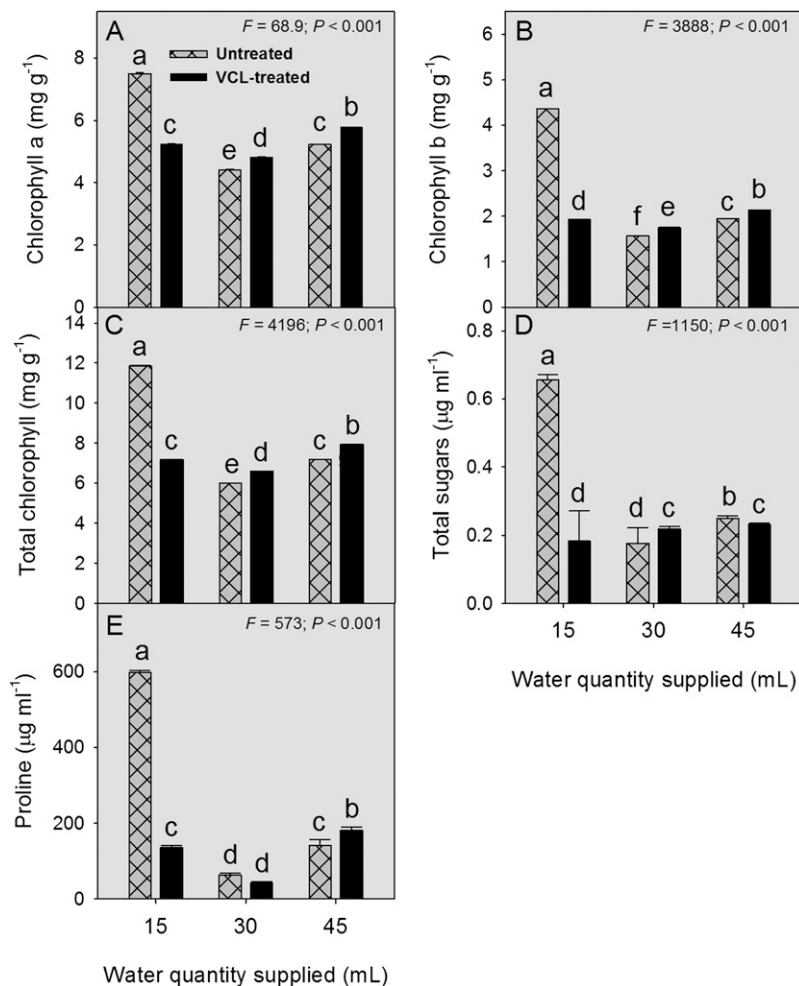 A
F = 68.9; P < 0.001
Untreated
VCL-treated
Chlorophyll a (mg g-1)
8
6
4
2
0
a
c
e
d
c
b
B
F = 3888; P < 0.001
Chlorophyll b (mg g-1)
6
5
4
3
2
1
0
a
d
f
e
c
b
C
F = 4196; P < 0.001
Total chlorophyll (mg g-1)
14
12
10
8
6
4
2
0
a
c
e
d
c
b
D
F =1150; P < 0.001
Total sugars (µg ml-1)
0.8
0.6
0.4
0.2
0.0
a
d
d
c
b
c
15
30
45
Water quantity supplied (mL)
E
F = 573; P < 0.001
Proline (µg ml-1)
600
400
200
0
a
c
d
d
c
b
15
30
45
Water quantity supplied (mL)